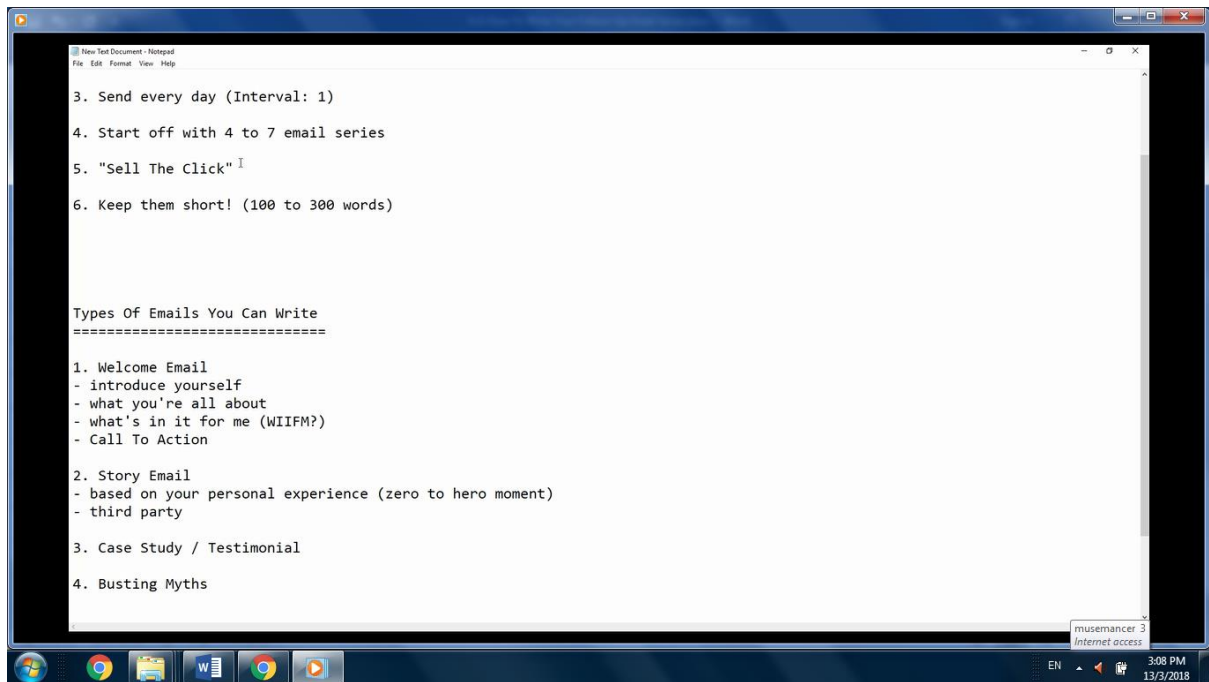 New Text Document - Notepad
File Edit Format View Help
3. Send every day (Interval: 1)
4. Start off with 4 to 7 email series
5. "Sell The Click"
6. Keep them short! (100 to 300 words)
Types Of Emails You Can Write
==============================
1. Welcome Email
- introduce yourself
- what you're all about
- what's in it for me (WIIFM?)
- Call To Action
2. Story Email
- based on your personal experience (zero to hero moment)
- third party
3. Case Study / Testimonial
4. Busting Myths
musemancer 3
Internet access
EN
3:08 PM
13/3/2018